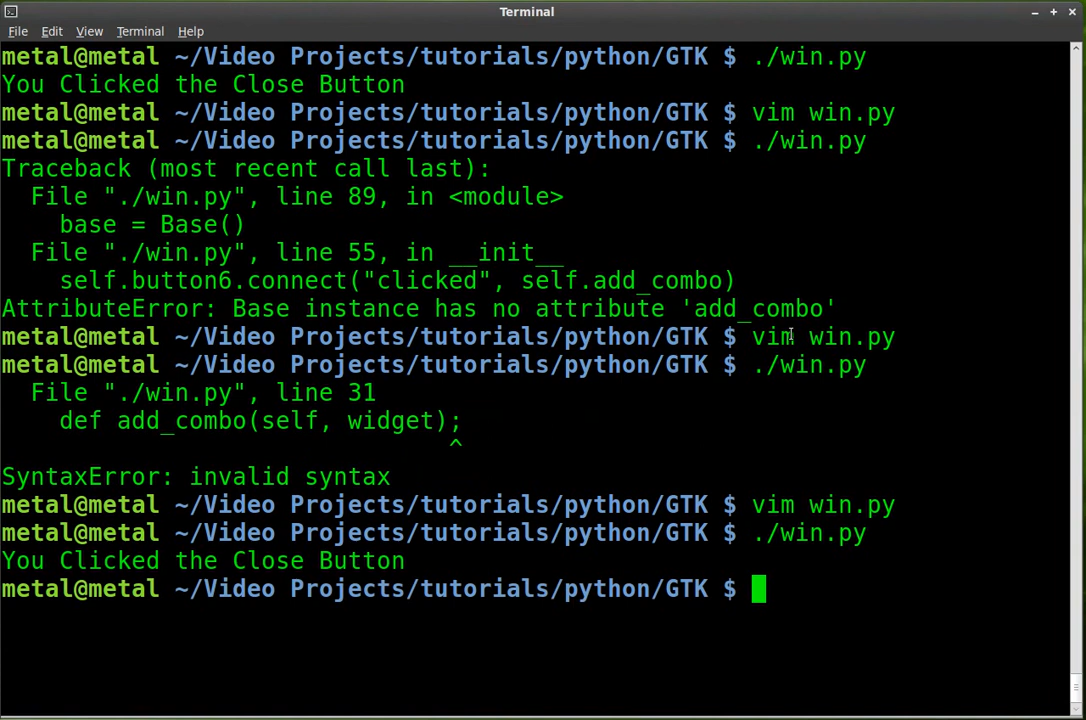 Terminal
File Edit View Terminal Help
metal@metal ~/Video Projects/tutorials/python/GTK $ ./win.py
You Clicked the Close Button
metal@metal ~/Video Projects/tutorials/python/GTK $ vim win.py
metal@metal ~/Video Projects/tutorials/python/GTK $ ./win.py
Traceback (most recent call last):
  File "./win.py", line 89, in <module>
    base = Base()
  File "./win.py", line 55, in __init__
    self.button6.connect("clicked", self.add_combo)
AttributeError: Base instance has no attribute 'add_combo'
metal@metal ~/Video Projects/tutorials/python/GTK $ vim win.py
metal@metal ~/Video Projects/tutorials/python/GTK $ ./win.py
  File "./win.py", line 31
    def add_combo(self, widget);
                               ^
SyntaxError: invalid syntax
metal@metal ~/Video Projects/tutorials/python/GTK $ vim win.py
metal@metal ~/Video Projects/tutorials/python/GTK $ ./win.py
You Clicked the Close Button
metal@metal ~/Video Projects/tutorials/python/GTK $